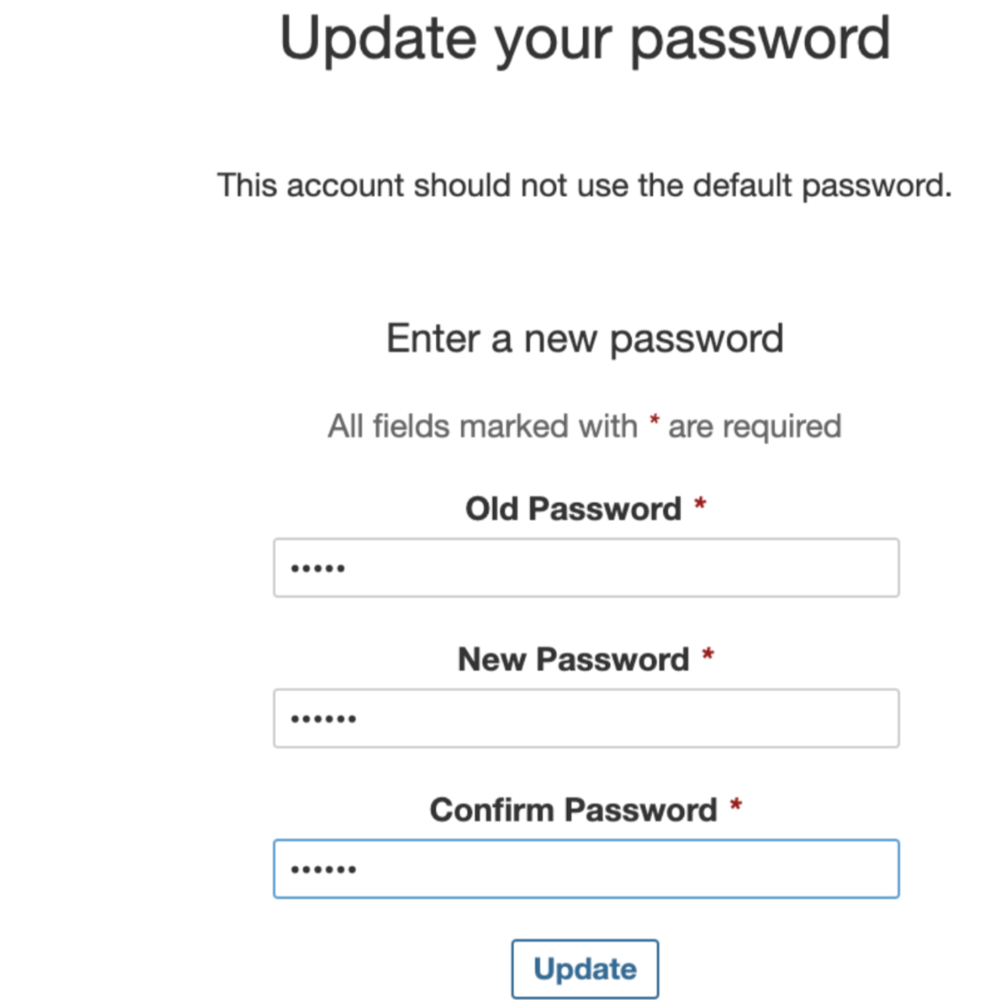 Update your password
This account should not use the default password.
Enter a new password
All fields marked with * are required
Old Password *
•••••
New Password *
••••••
Confirm Password *
••••••
Update